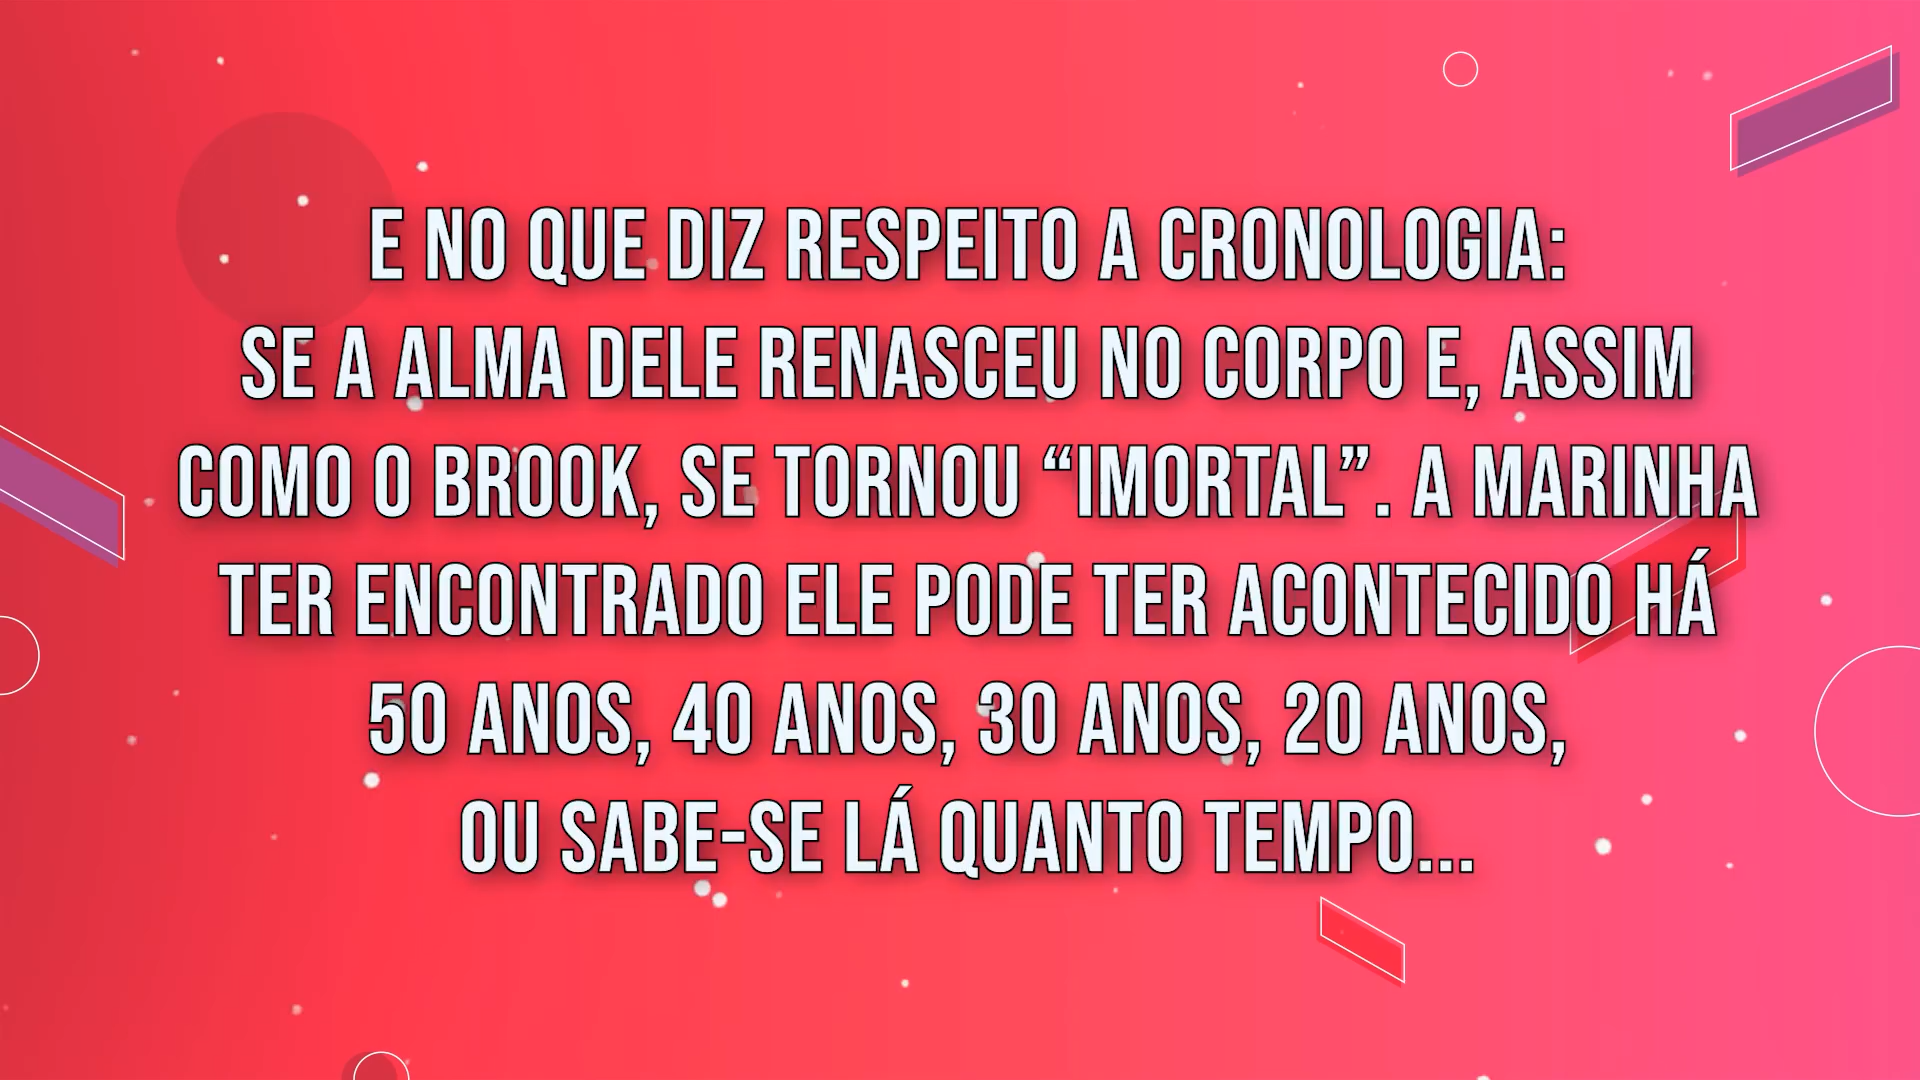 E NO QUE DIZ RESPEITO A CRONOLOGIA:
SE A ALMA DELE RENASCEU NO CORPO E, ASSIM
COMO O BROOK, SE TORNOU “IMORTAL”. A MARINHA
TER ENCONTRADO ELE PODE TER ACONTECIDO HÁ
50 ANOS, 40 ANOS, 30 ANOS, 20 ANOS,
OU SABE-SE LÁ QUANTO TEMPO...